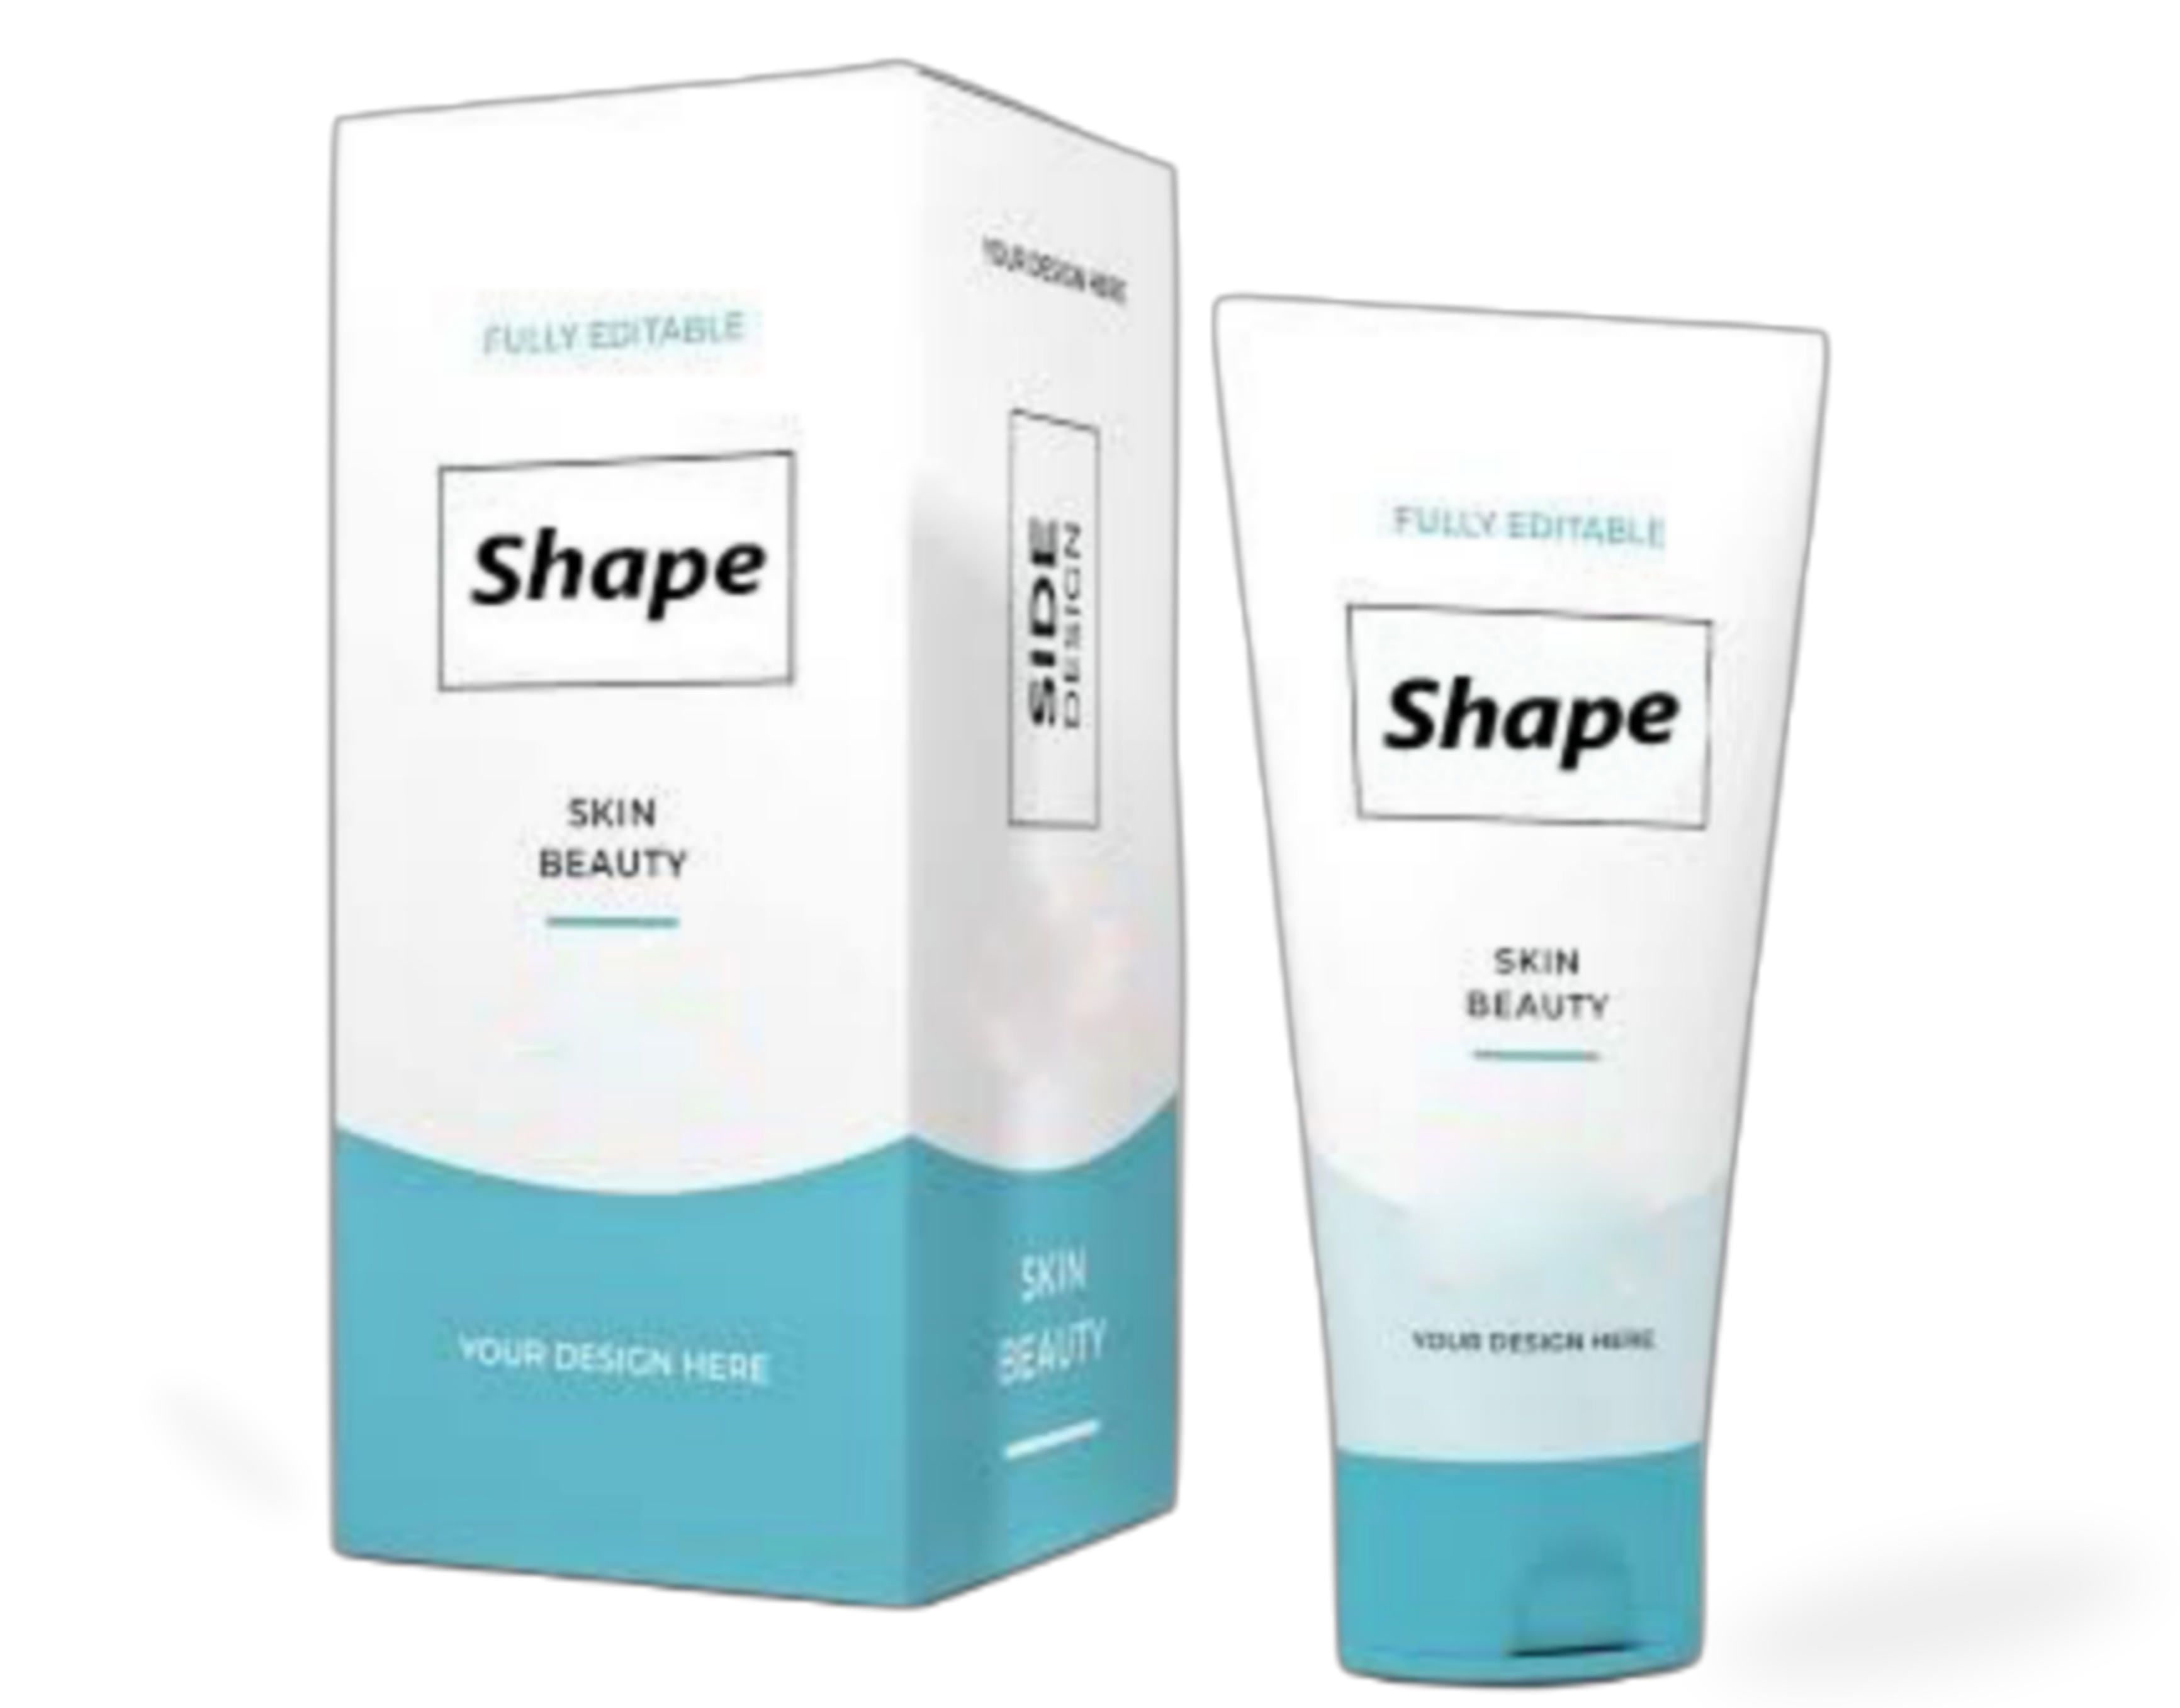 FULLY EDITABLE
Shape
SKIN
BEAUTY
YOUR DESIGN HERE
YOUR DESIGN HERE
SIDE
DESIGN
SKIN
BEAUTY
FULLY EDITABLE
Shape
SKIN
BEAUTY
YOUR DESIGN HERE